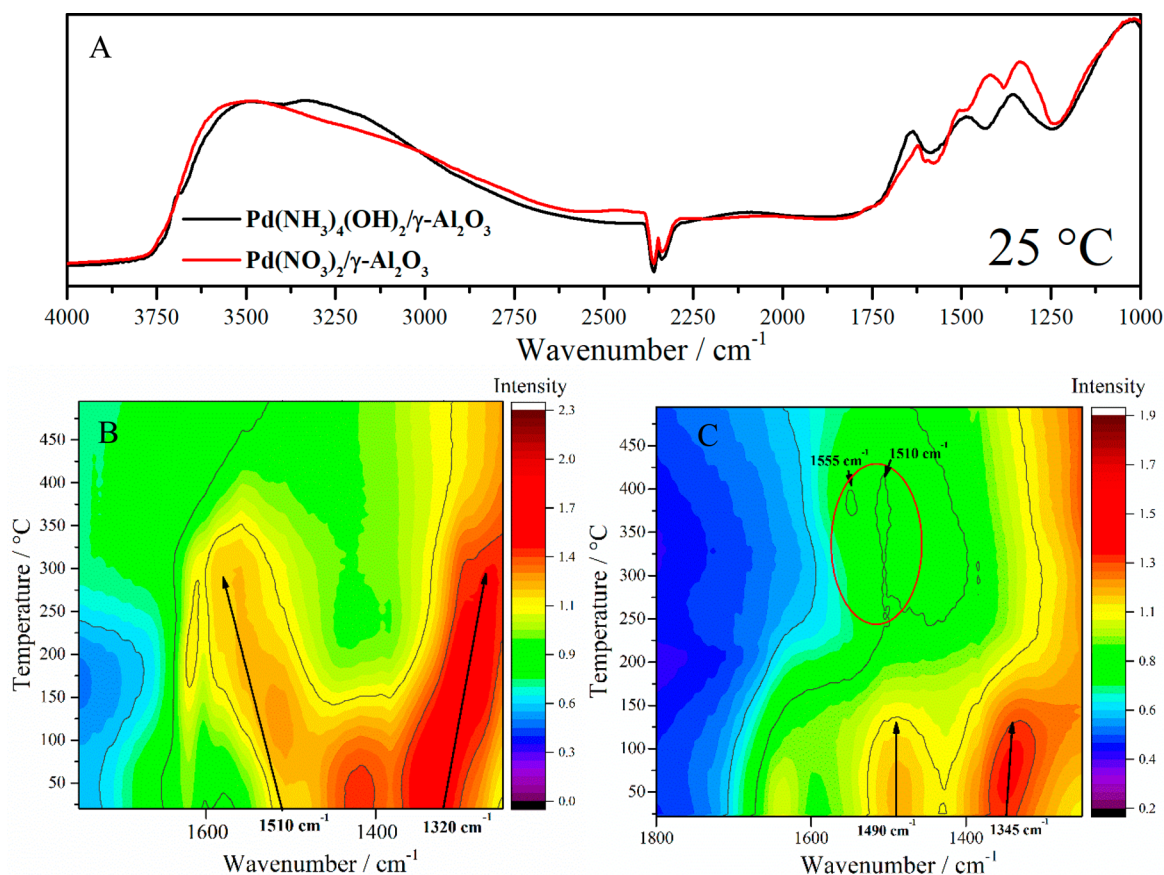 A
Pd(NH₃)₄(OH)₂/γ-Al₂O₃
Pd(NO₃)₂/γ-Al₂O₃
25 °C
4000 3750 3500 3250 3000 2750 2500 2250 2000 1750 1500 1250 1000
Wavenumber / cm⁻¹
B
Intensity
2.3
2.0
1.7
1.4
1.1
0.9
0.6
0.3
0.0
Temperature / °C
450
400
350
300
250
200
150
100
50
1600 1400
1510 cm⁻¹
1320 cm⁻¹
Wavenumber / cm⁻¹
C
Intensity
1.9
1.7
1.5
1.3
1.1
0.9
0.7
0.5
0.4
0.2
1555 cm⁻¹
1510 cm⁻¹
Temperature / °C
450
400
350
300
250
200
150
100
50
1800 1600 1400
1490 cm⁻¹
1345 cm⁻¹
Wavenumber / cm⁻¹